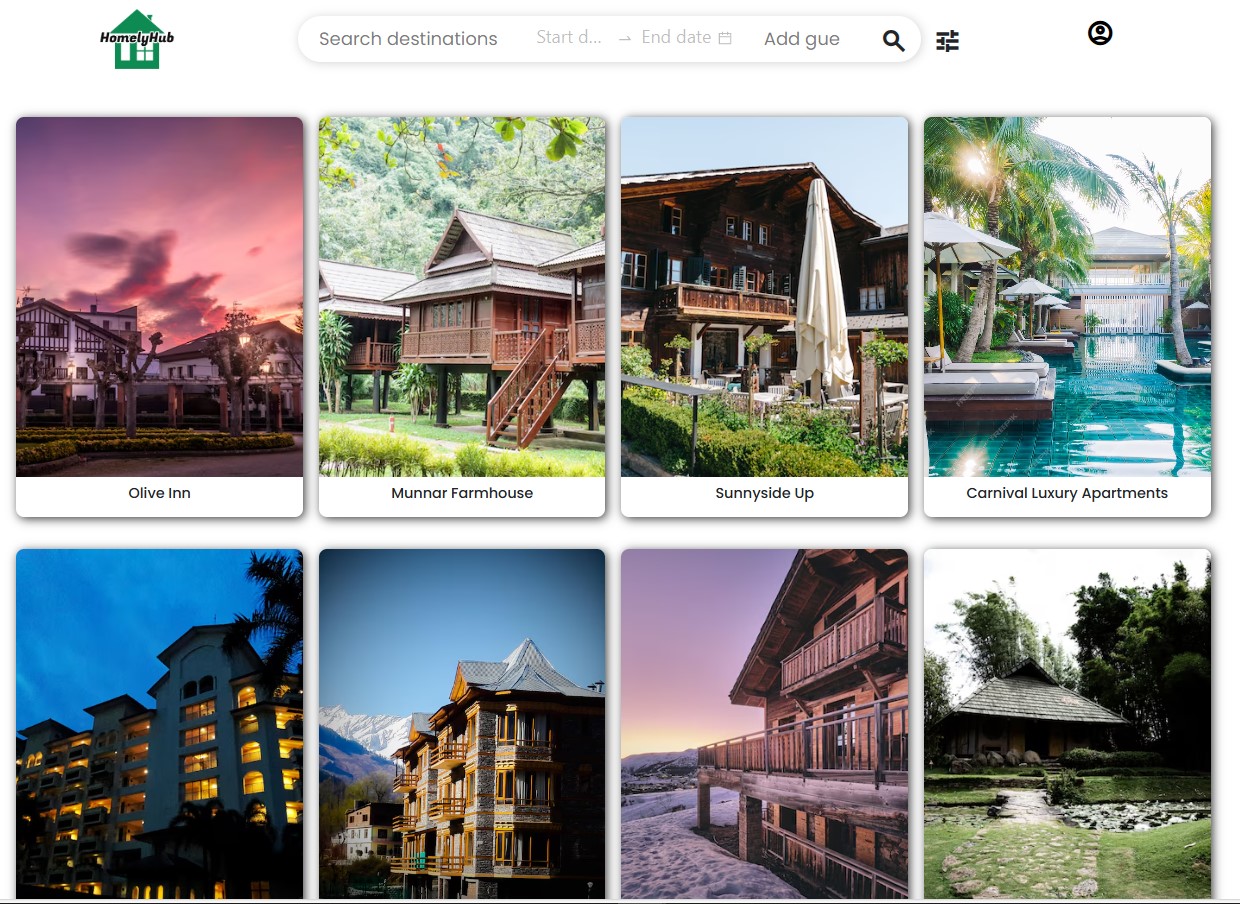 HomelyHub
Search destinations Start d... → End date Add gue
Olive Inn
Munnar Farmhouse
Sunnyside Up
Carnival Luxury Apartments